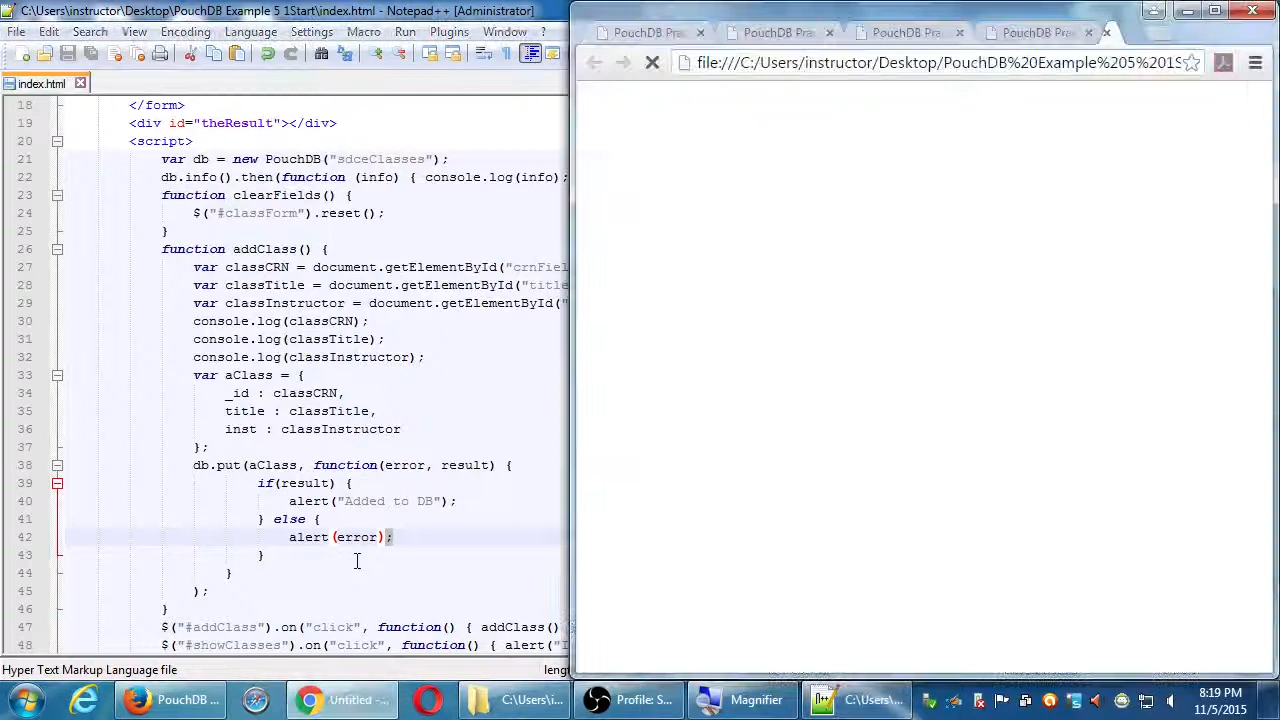 C:\Users\instructor\Desktop\PouchDB Example 5 1Start\index.html - Notepad++ [Administrator]
File Edit Search View Encoding Language Settings Macro Run Plugins Window ?
index.html
18 </form>
19 <div id="theResult"></div>
20 <script>
21 var db = new PouchDB("sdceClasses");
22 db.info().then(function (info) { console.log(info);
23 function clearFields() {
24 $("#classForm").reset();
25 }
26 function addClass() {
27 var classCRN = document.getElementById("crnFiel
28 var classTitle = document.getElementById("title
29 var classInstructor = document.getElementById("
30 console.log(classCRN);
31 console.log(classTitle);
32 console.log(classInstructor);
33 var aClass = {
34 _id : classCRN,
35 title : classTitle,
36 inst : classInstructor
37 };
38 db.put(aClass, function(error, result) {
39 if(result) {
40 alert("Added to DB");
41 } else {
42 alert(error);
43 }
44 }
45 );
46 }
47 $("#addClass").on("click", function() { addClass()
48 $("#showClasses").on("click", function() { alert("I
Hyper Text Markup Language file
length
PouchDB Pra PouchDB Pra PouchDB Pra PouchDB Pra
file:///C:/Users/instructor/Desktop/PouchDB%20Example%205%201S
PouchDB ...
Untitled -...
C:\Users\i...
Profile: S...
Magnifier
C:\Users\...
8:19 PM
11/5/2015